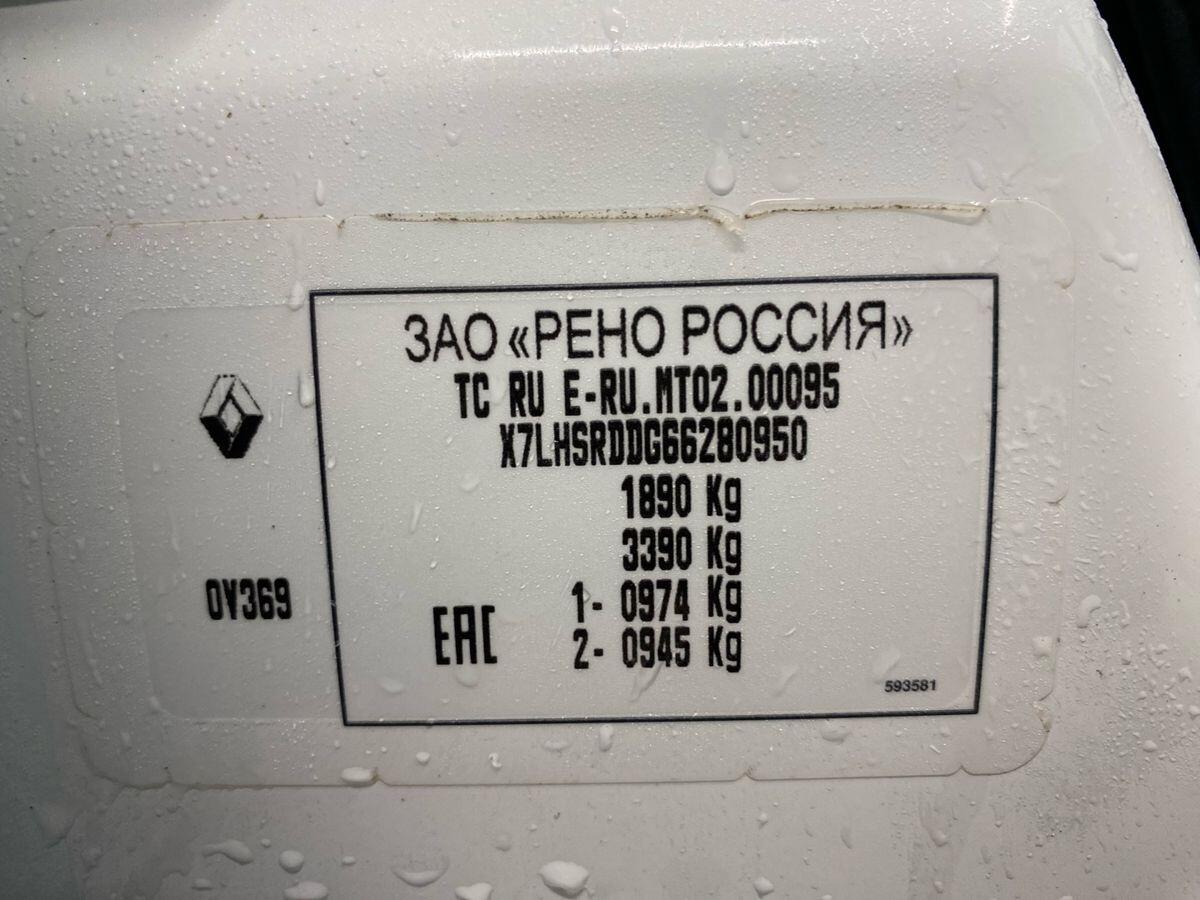 ЗАО «РЕНО РОССИЯ»
TC RU E-RU.MT02.00095
X7LHSRDDG66280950
1890 Kg
3390 Kg
1- 0974 Kg
2- 0945 Kg
0V369
EAC
593581